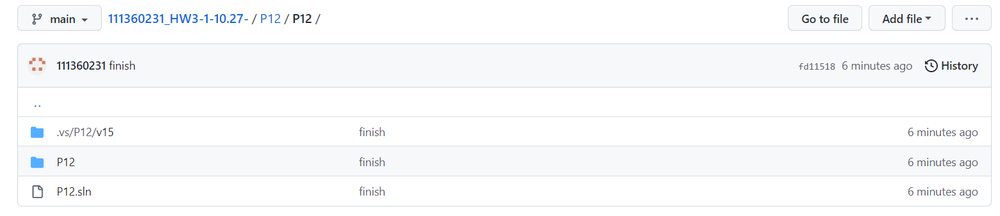 main 111360231_HW3-1-10.27- / P12 / P12 / Go to file Add file ...
111360231 finish fd11518 6 minutes ago History
..
.vs/P12/v15 finish 6 minutes ago
P12 finish 6 minutes ago
P12.sln finish 6 minutes ago